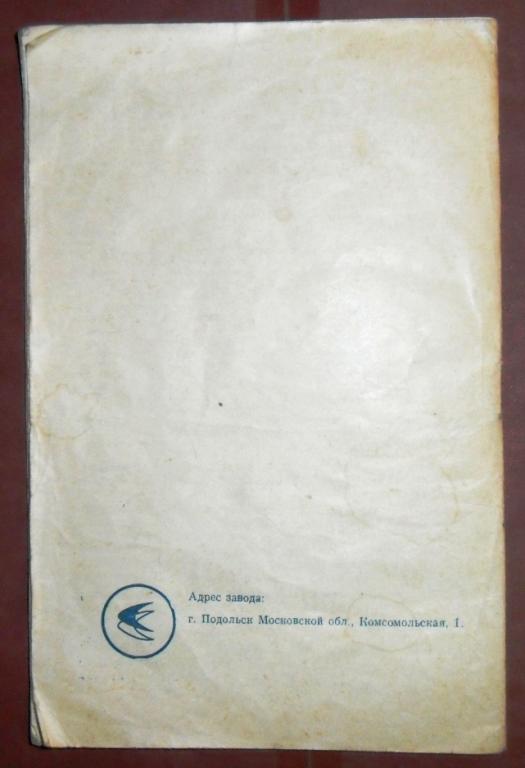 Адрес завода:
г. Подольск Московской обл., Комсомольская, 1.